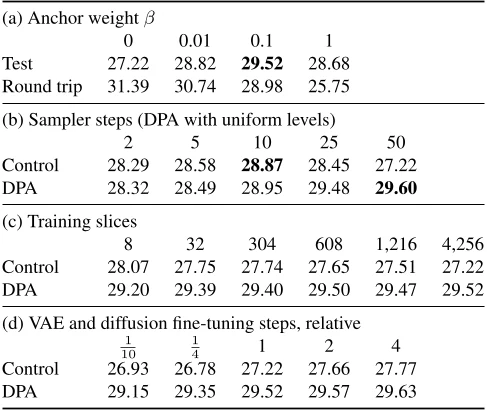 (a) Anchor weight β
0 0.01 0.1 1
Test 27.22 28.82 29.52 28.68
Round trip 31.39 30.74 28.98 25.75
(b) Sampler steps (DPA with uniform levels)
2 5 10 25 50
Control 28.29 28.58 28.87 28.45 27.22
DPA 28.32 28.49 28.95 29.48 29.60
(c) Training slices
8 32 304 608 1,216 4,256
Control 28.07 27.75 27.74 27.65 27.51 27.22
DPA 29.20 29.39 29.40 29.50 29.47 29.52
(d) VAE and diffusion fine-tuning steps, relative
1/10 1/4 1 2 4
Control 26.93 26.78 27.22 27.66 27.77
DPA 29.15 29.35 29.52 29.57 29.63